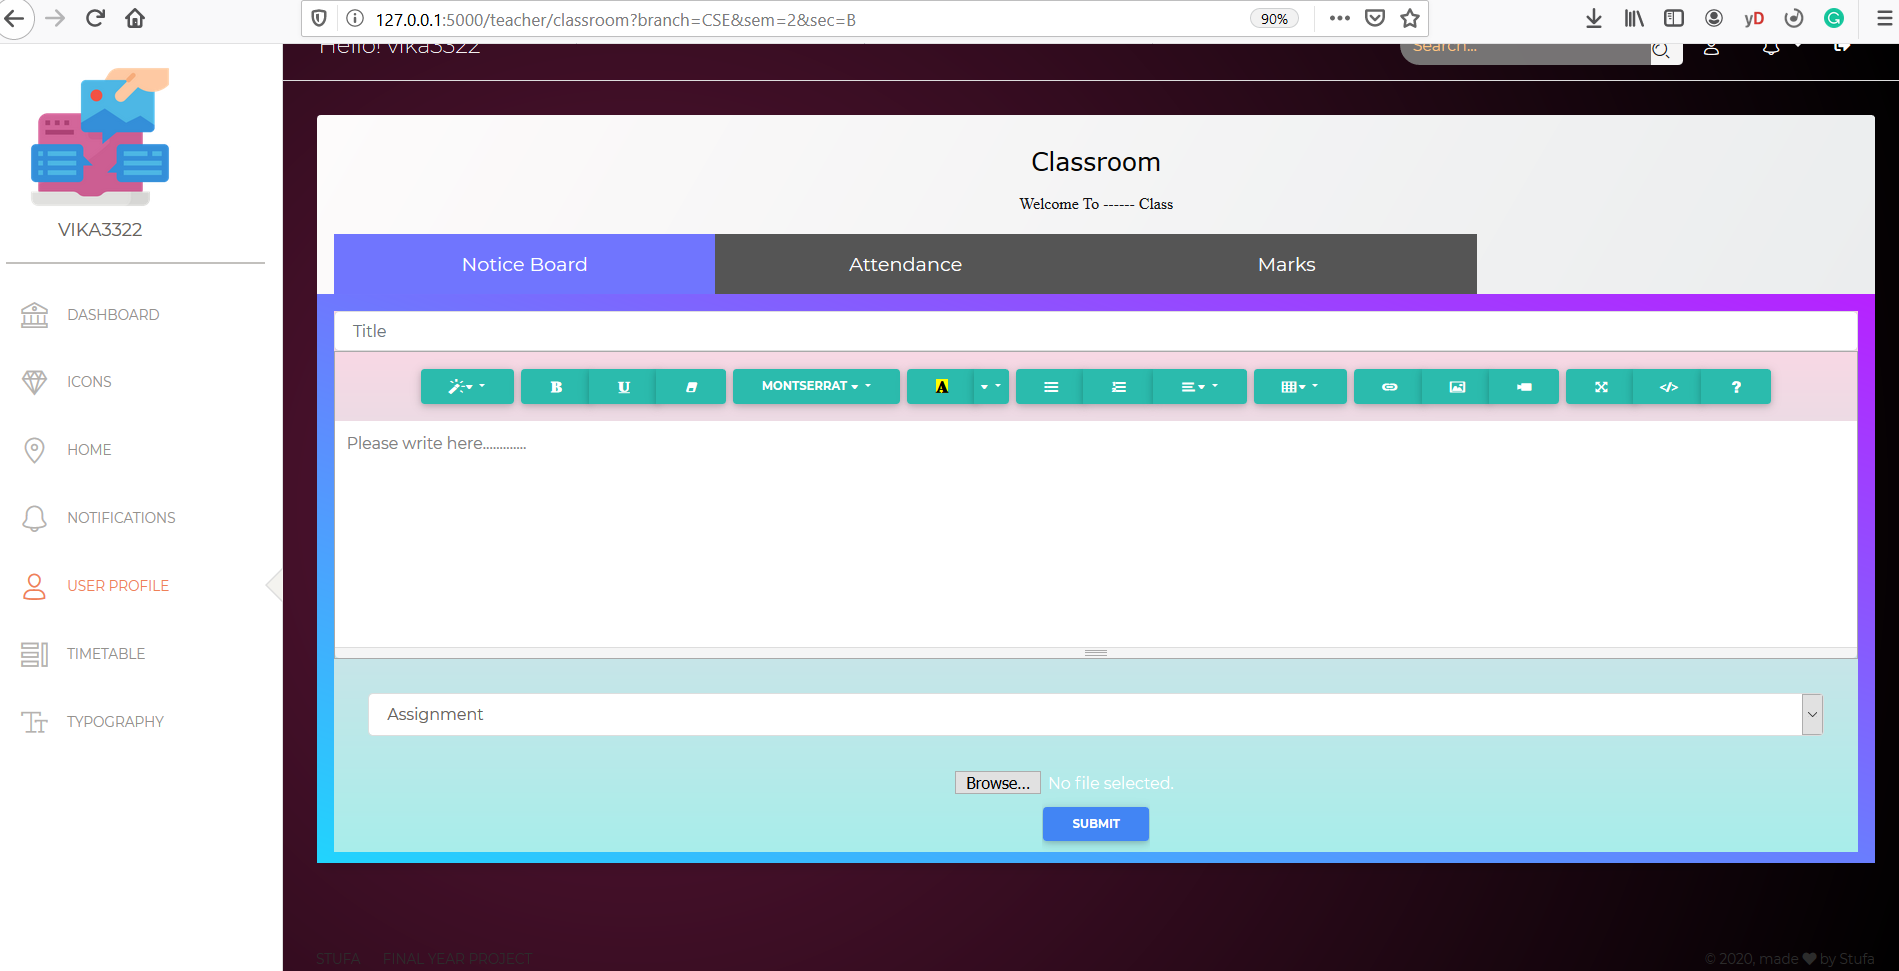 127.0.0.1:5000/teacher/classroom?branch=CSE&sem=2&sec=B
90%
yD
Hello! vika3322
Search...
VIKA3322
DASHBOARD
ICONS
HOME
NOTIFICATIONS
USER PROFILE
TIMETABLE
TYPOGRAPHY
Classroom
Welcome To ------ Class
Notice Board
Attendance
Marks
Title
B
U
MONTSERRAT
A
</>
?
Please write here.............
Assignment
Browse...
No file selected.
SUBMIT
STUFA
FINAL YEAR PROJECT
© 2020, made ♥ by Stufa